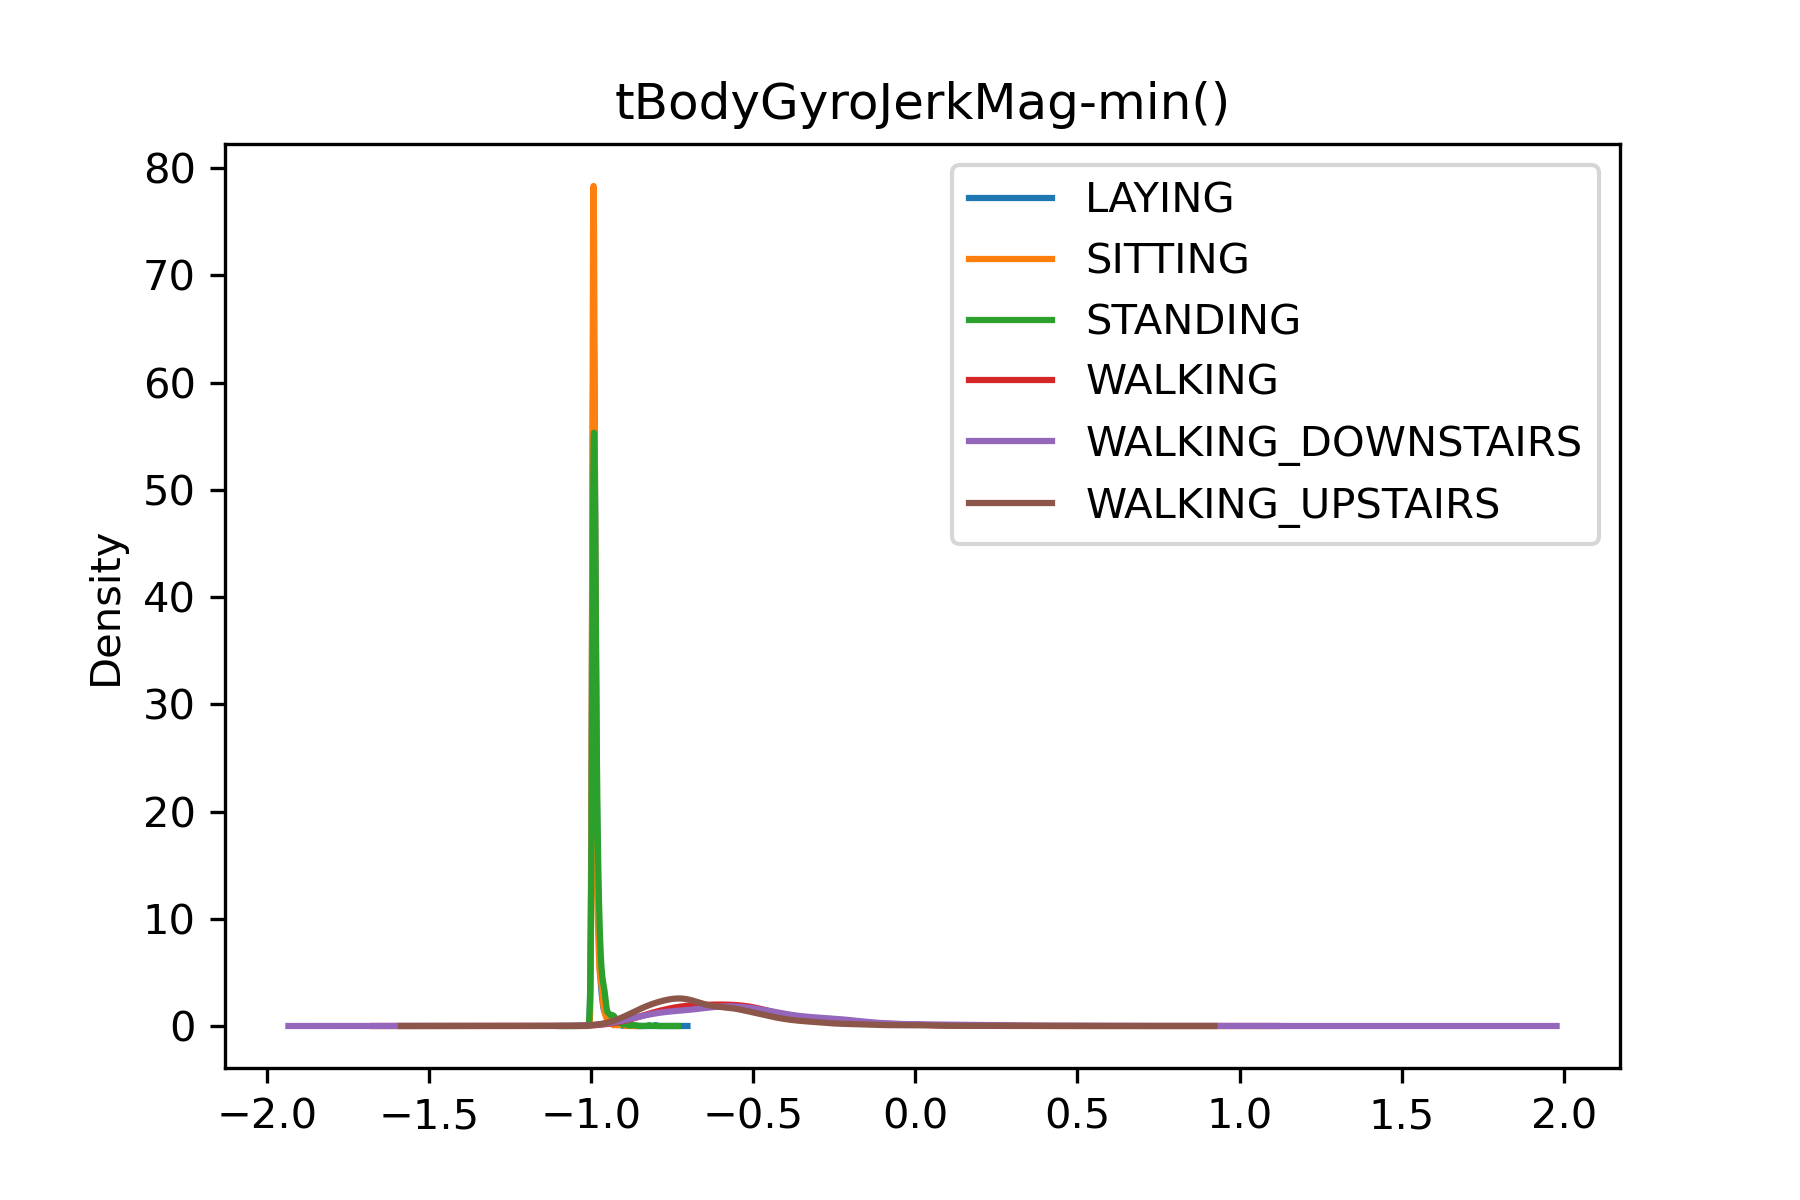 tBodyGyroJerkMag-min()
80
70
60
50
40
30
20
10
0
Density
LAYING
SITTING
STANDING
WALKING
WALKING_DOWNSTAIRS
WALKING_UPSTAIRS
−2.0 −1.5 −1.0 −0.5 0.0 0.5 1.0 1.5 2.0